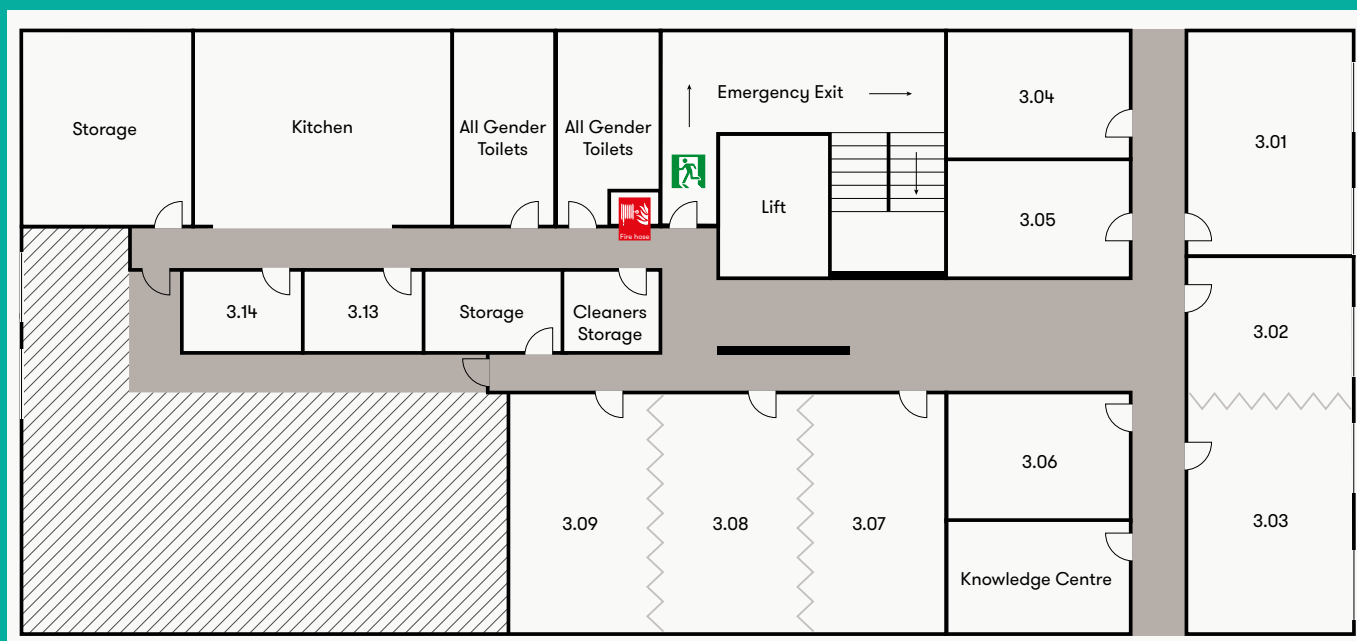 Storage
Kitchen
All Gender
Toilets
All Gender
Toilets
Emergency Exit
3.04
3.01
Lift
3.05
Fire hose
3.14
3.13
Storage
Cleaners
Storage
3.02
3.06
3.09
3.08
3.07
3.03
Knowledge Centre